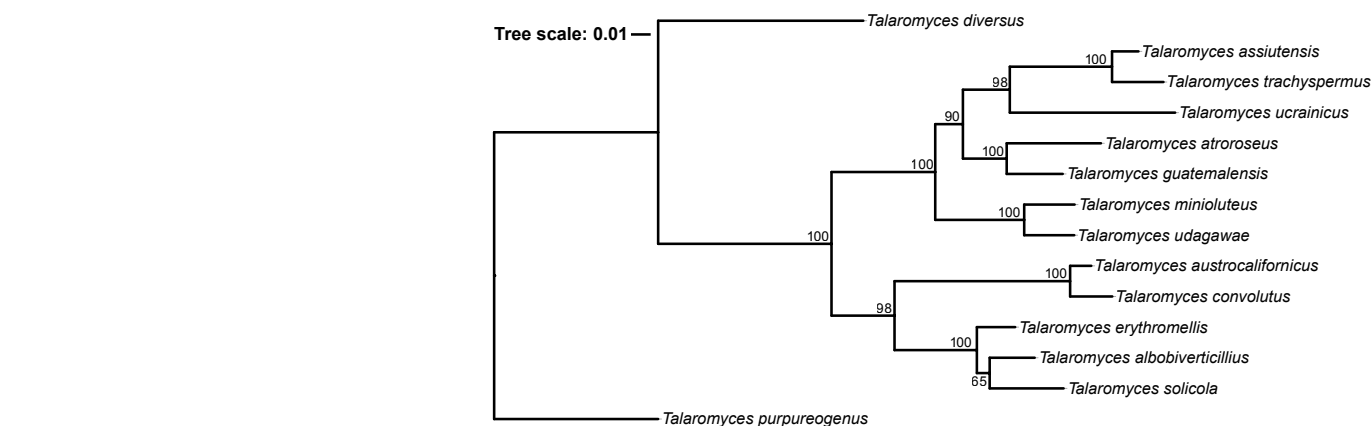 Talaromyces diversus
Tree scale: 0.01
Talaromyces assiutensis
100
Talaromyces trachyspermus
98
Talaromyces ucrainicus
90
Talaromyces atroroseus
100
Talaromyces guatemalensis
100
Talaromyces minioluteus
100
Talaromyces udagawae
100
Talaromyces austrocalifornicus
100
Talaromyces convolutus
98
Talaromyces erythromellis
100
Talaromyces albobiverticillius
65
Talaromyces solicola
Talaromyces purpureogenus